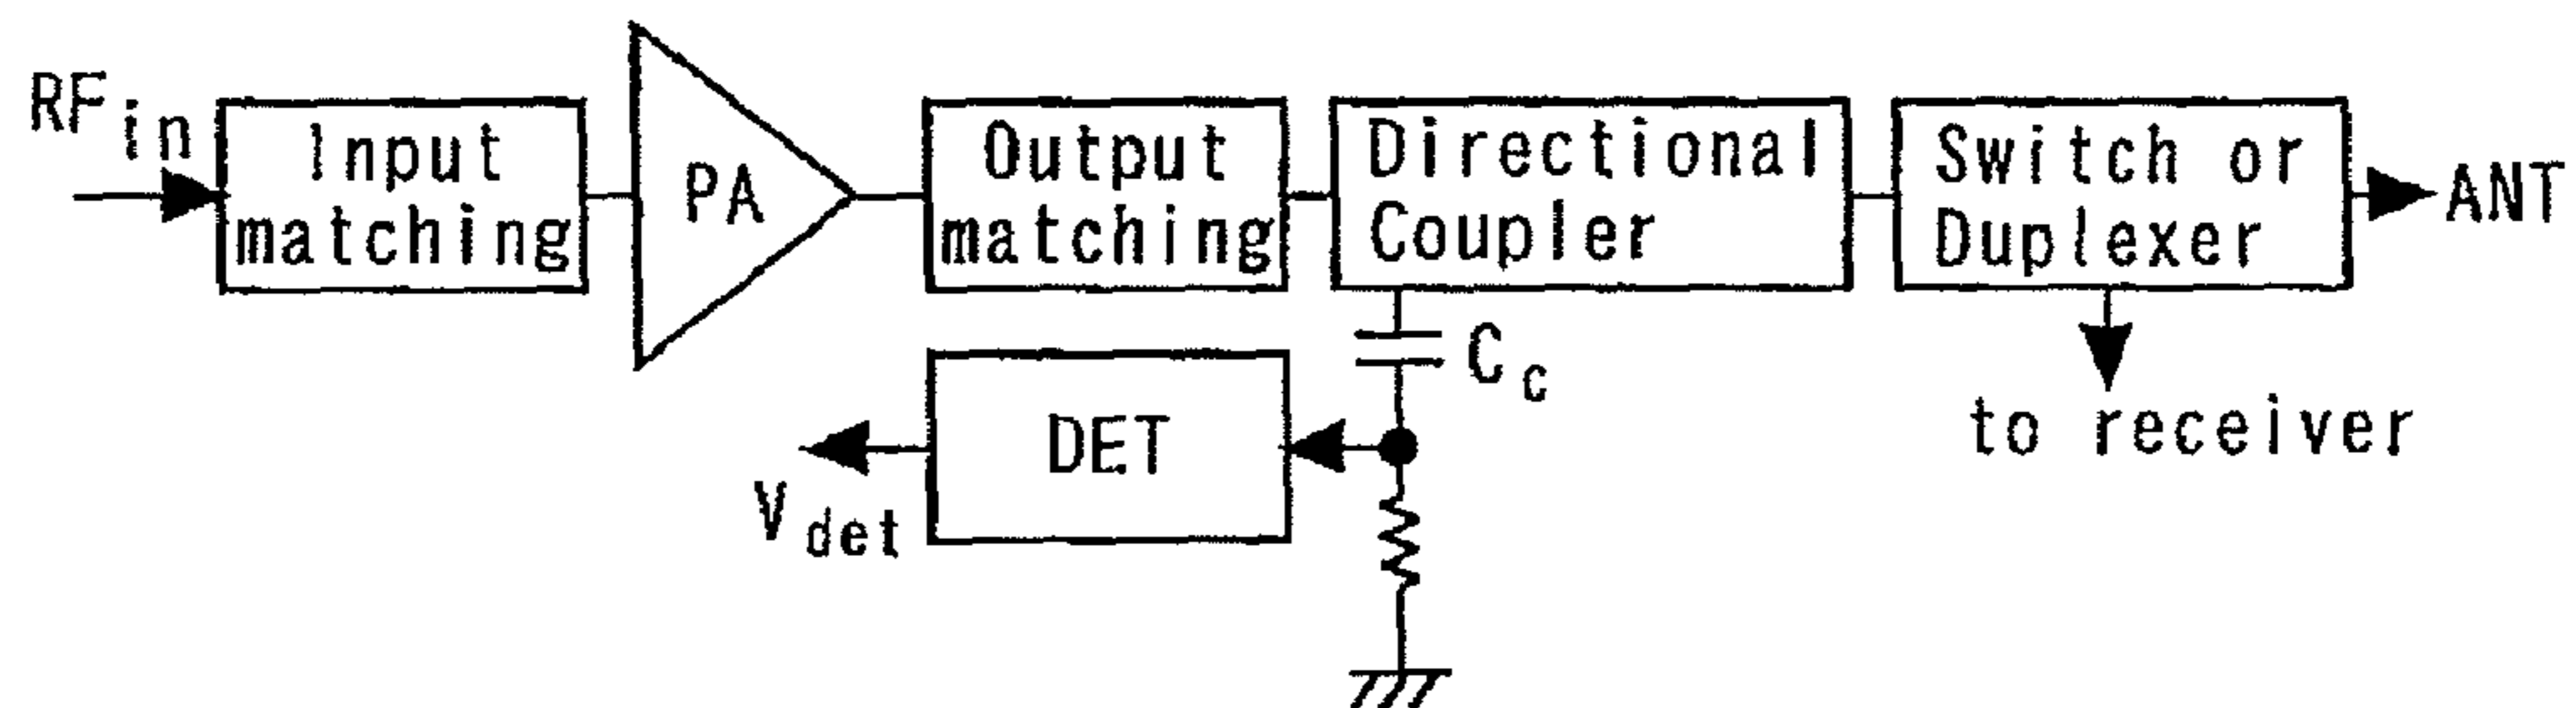 RFin
Input
matching
PA
Output
matching
Directional
Coupler
Switch or
Duplexer
ANT
Cc
DET
Vdet
to receiver